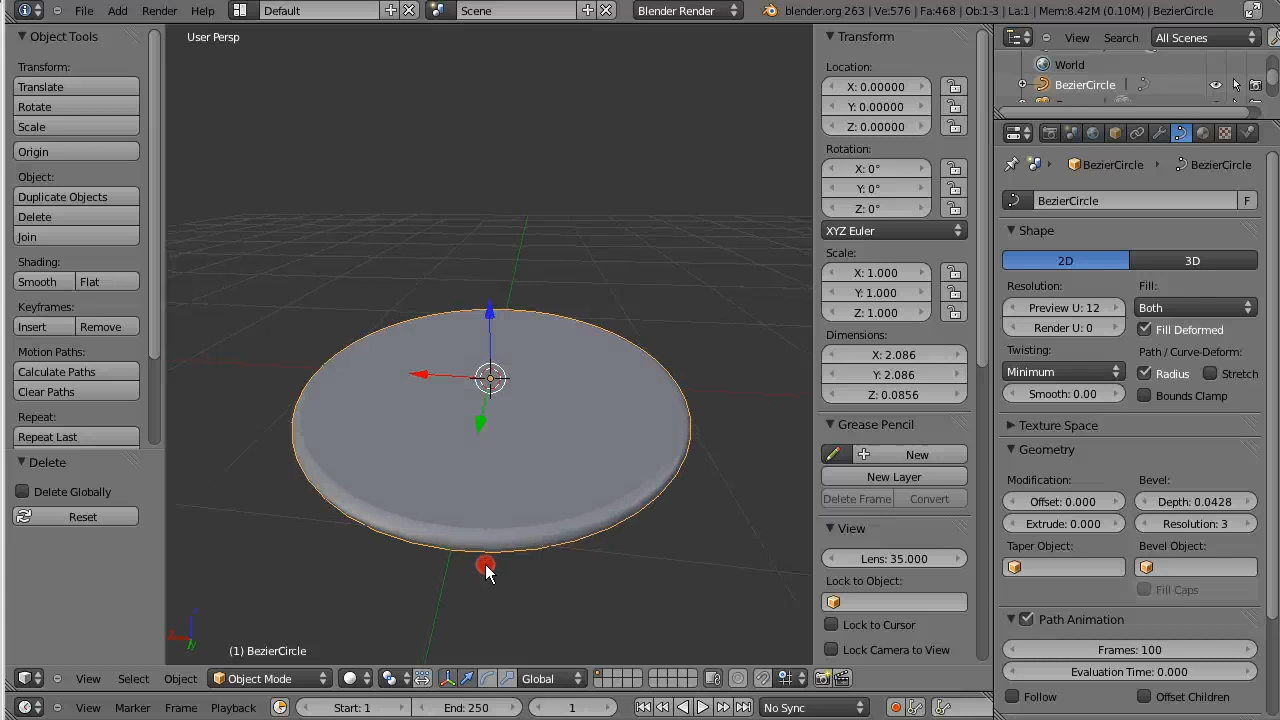 File Add Render Help Default Scene Blender Render blender.org 263 | Ve:576 | Fa:468 | Ob:1-3 | La:1 | Mem:8.42M (0.10M) | BezierCircle
Object Tools
Transform:
Translate
Rotate
Scale
Origin
Object:
Duplicate Objects
Delete
Join
Shading:
Smooth Flat
Keyframes:
Insert Remove
Motion Paths:
Calculate Paths
Clear Paths
Repeat:
Repeat Last
Delete
Delete Globally
Reset
User Persp
(1) BezierCircle
Transform
Location:
X: 0.00000
Y: 0.00000
Z: 0.00000
Rotation:
X: 0°
Y: 0°
Z: 0°
XYZ Euler
Scale:
X: 1.000
Y: 1.000
Z: 1.000
Dimensions:
X: 2.086
Y: 2.086
Z: 0.0856
Grease Pencil
New
New Layer
Delete Frame Convert
View
Lens: 35.000
Lock to Object:
Lock to Cursor
Lock Camera to View
View Search All Scenes
World
BezierCircle
BezierCircle BezierCircle
BezierCircle F
Shape
2D 3D
Resolution: Fill:
Preview U: 12 Both
Render U: 0 Fill Deformed
Twisting: Path / Curve-Deform:
Minimum Radius Stretch
Smooth: 0.00 Bounds Clamp
Texture Space
Geometry
Modification: Bevel:
Offset: 0.000 Depth: 0.0428
Extrude: 0.000 Resolution: 3
Taper Object: Bevel Object:
Fill Caps
Path Animation
Frames: 100
Evaluation Time: 0.000
Follow Offset Children
View Select Object Object Mode Global
View Marker Frame Playback Start: 1 End: 250 1 No Sync